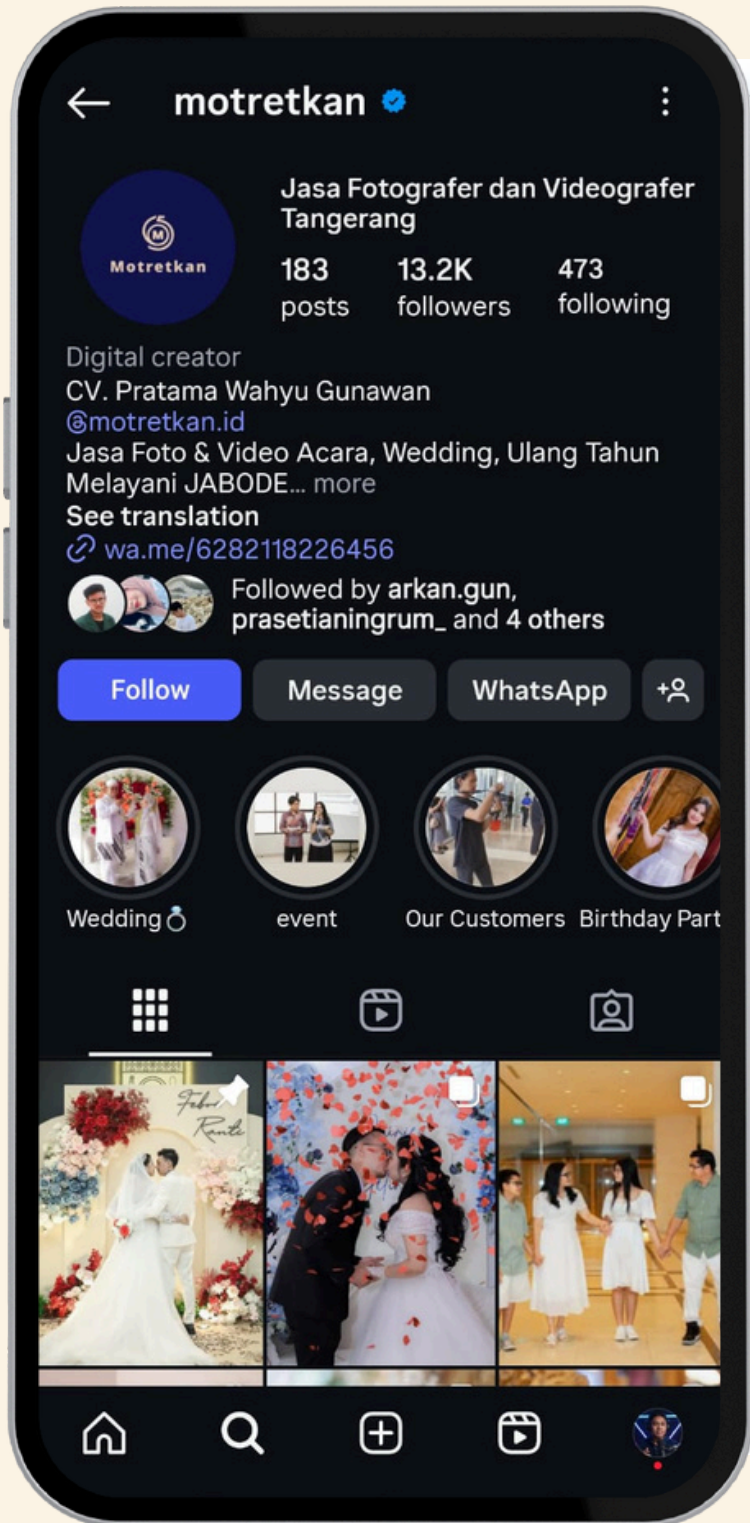 motretkan
Motretkan
Jasa Fotografer dan Videografer
Tangerang
183 13.2K 473
posts followers following
Digital creator
CV. Pratama Wahyu Gunawan
@motretkan.id
Jasa Foto & Video Acara, Wedding, Ulang Tahun
Melayani JABODE... more
See translation
wa.me/6282118226456
Followed by arkan.gun,
prasetianingrum_ and 4 others
Follow Message WhatsApp
Wedding💍 event Our Customers Birthday Part
Ranti